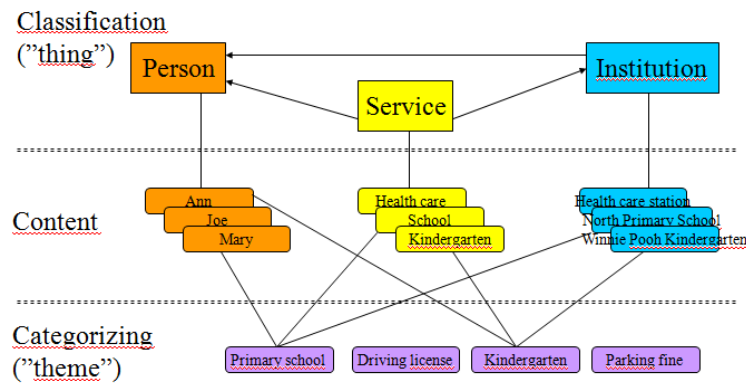 Classification
(”thing”)
Person
Institution
Service
Ann
Joe
Mary
Health care
School
Kindergarten
Health care station
North Primary School
Winnie Pooh Kindergarten
Content
Categorizing
(”theme”)
Primary school
Driving license
Kindergarten
Parking fine